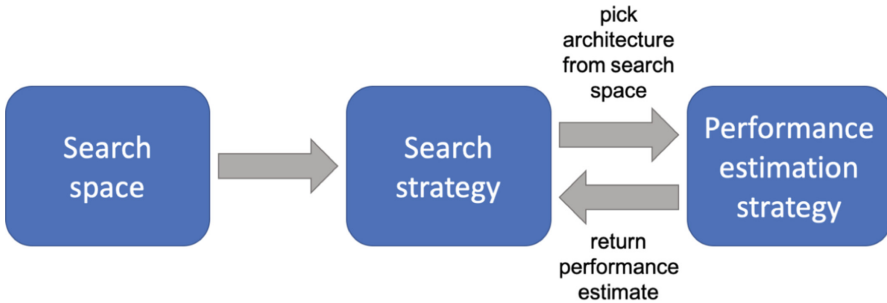 Search
space
Search
strategy
pick
architecture
from search
space
return
performance
estimate
Performance
estimation
strategy